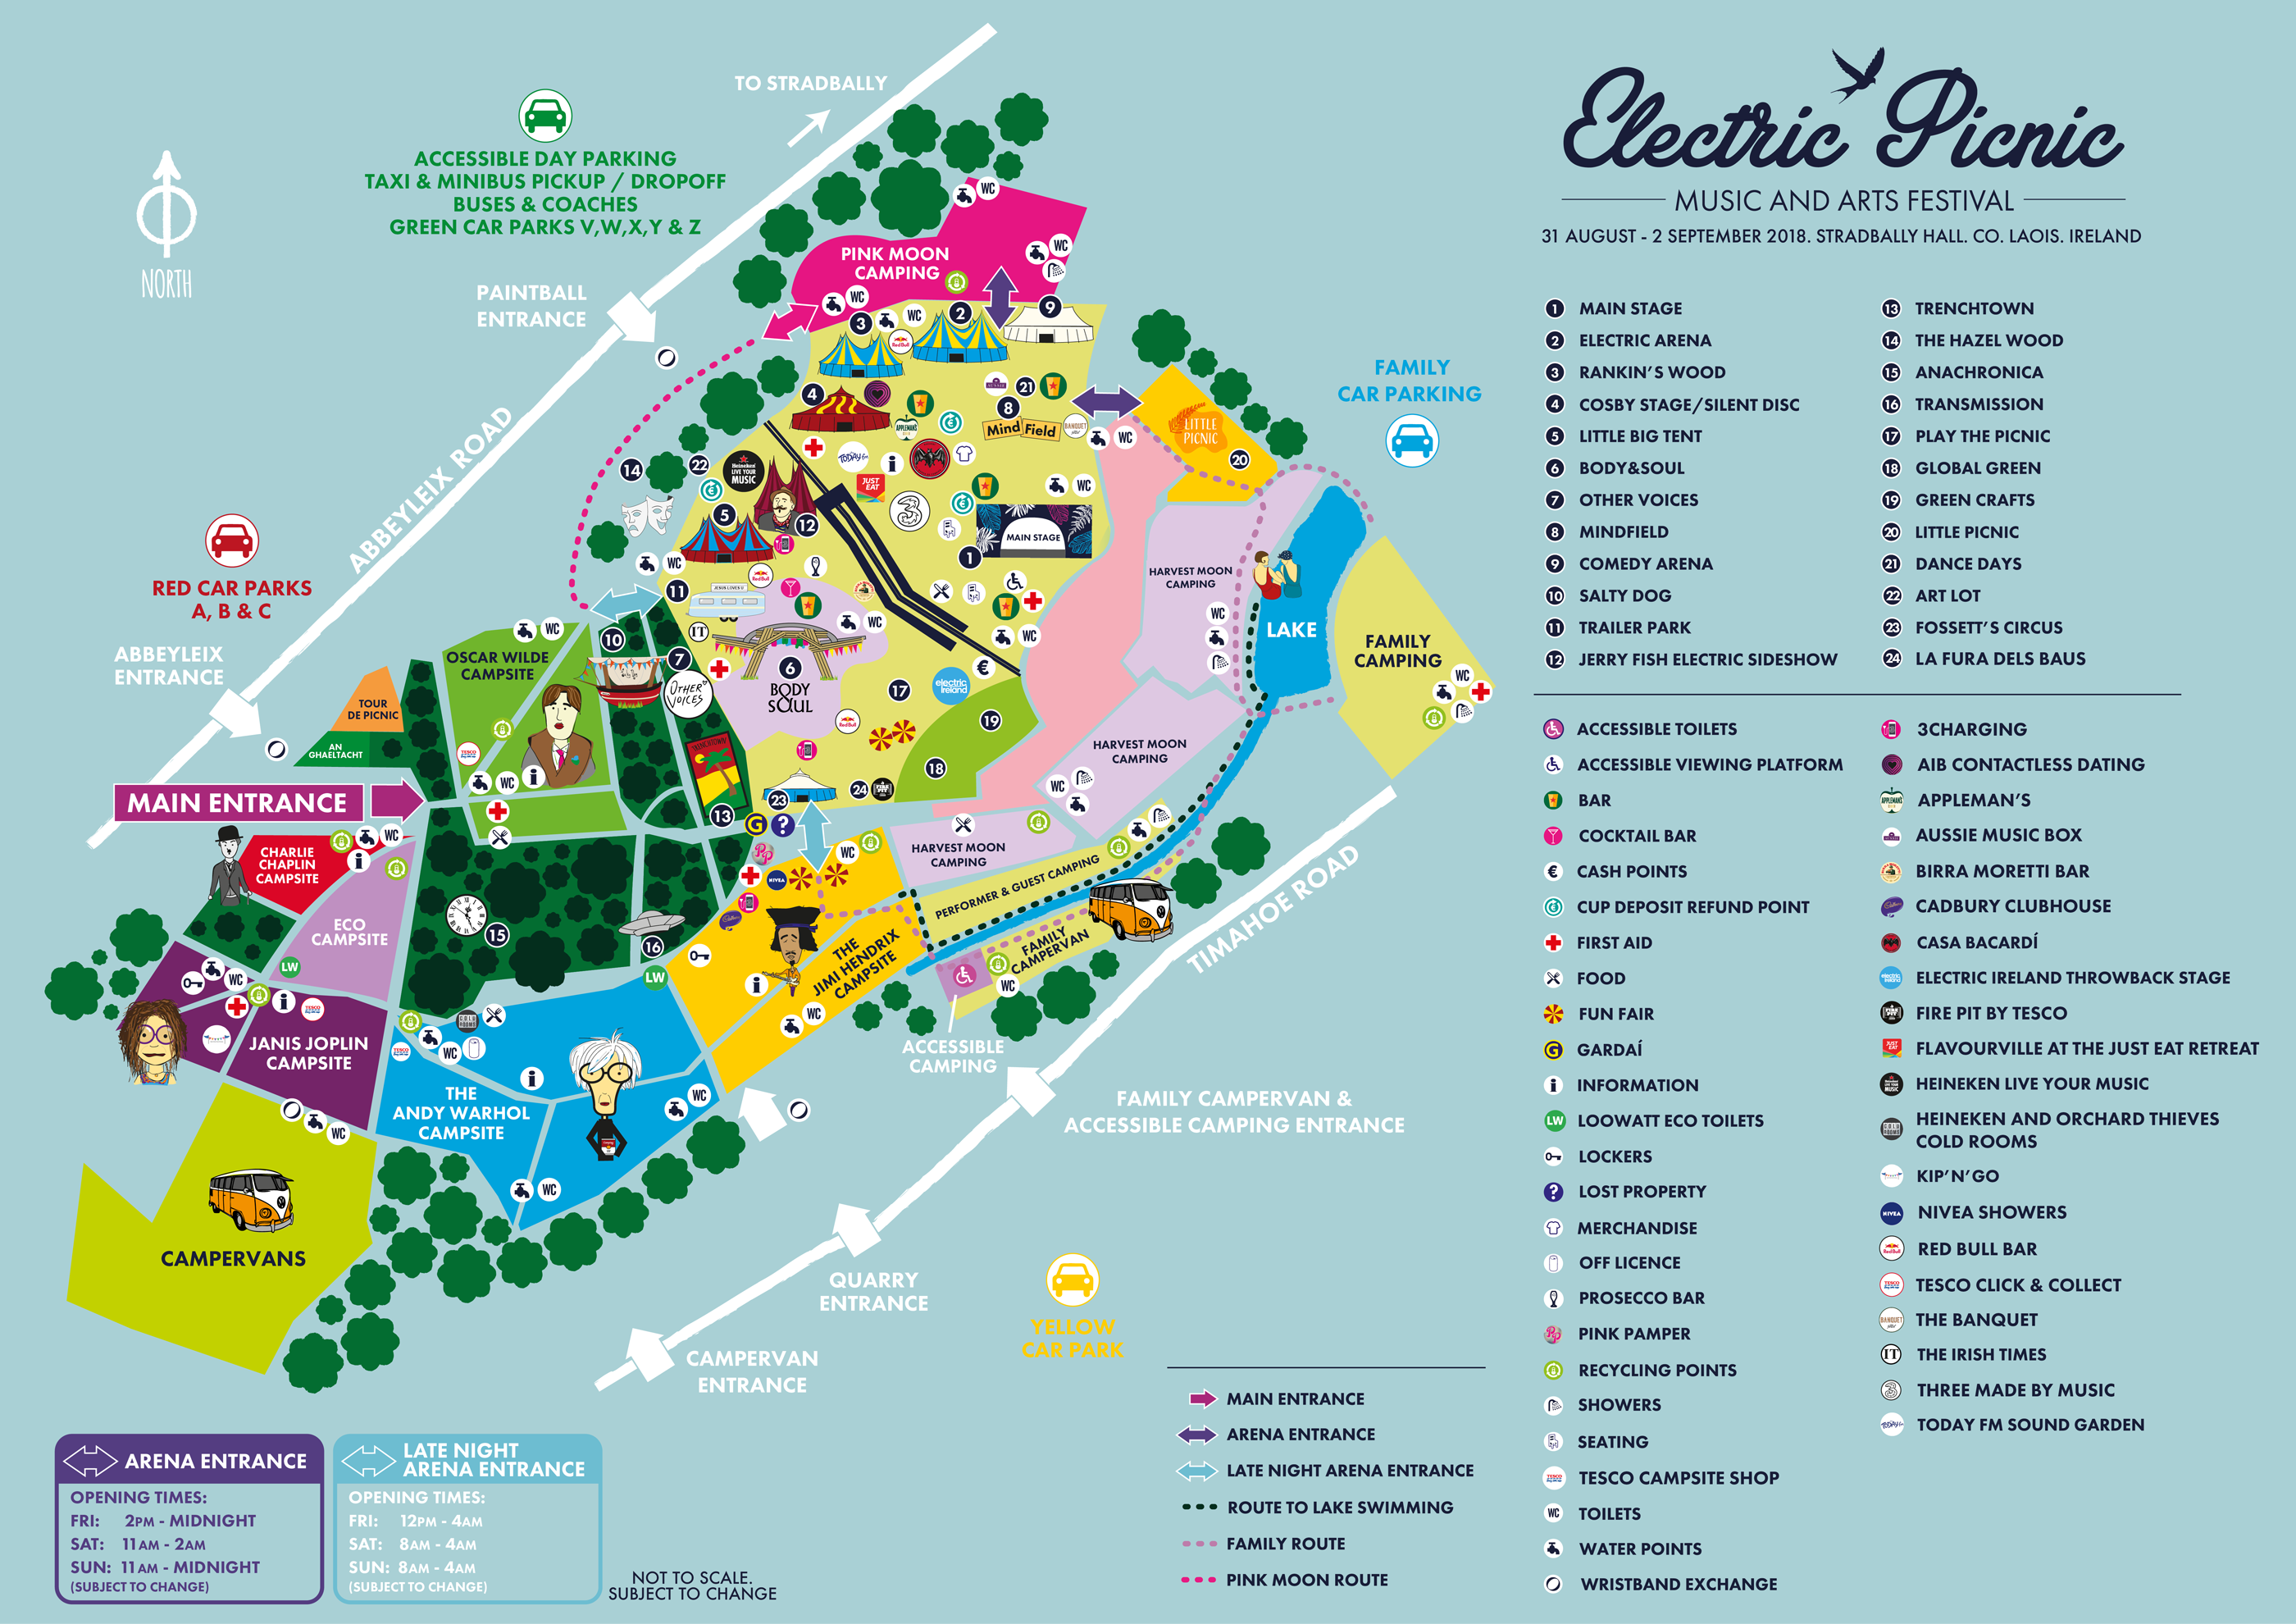 Electric Picnic
MUSIC AND ARTS FESTIVAL
31 AUGUST - 2 SEPTEMBER 2018. STRADBALLY HALL. CO. LAOIS. IRELAND
TO STRADBALLY
ACCESSIBLE DAY PARKING
TAXI & MINIBUS PICKUP / DROPOFF
BUSES & COACHES
GREEN CAR PARKS V,W,X,Y & Z
NORTH
PAINTBALL
ENTRANCE
ABBEYLEIX ROAD
RED CAR PARKS
A, B & C
ABBEYLEIX
ENTRANCE
MAIN ENTRANCE
PINK MOON
CAMPING
FAMILY
CAR PARKING
LITTLE
PICNIC
Mind Field
MAIN STAGE
HARVEST MOON
CAMPING
LAKE
FAMILY
CAMPING
HARVEST MOON
CAMPING
HARVEST MOON
CAMPING
PERFORMER & GUEST CAMPING
FAMILY
CAMPERVAN
TIMAHOE ROAD
ACCESSIBLE
CAMPING
FAMILY CAMPERVAN &
ACCESSIBLE CAMPING ENTRANCE
OSCAR WILDE
CAMPSITE
TOUR
DE PICNIC
AN
GHAELTACHT
OTHER
VOICES
BODY
S&UL
electric
ireland
TRENCHTOWN
CHARLIE
CHAPLIN
CAMPSITE
ECO
CAMPSITE
JANIS JOPLIN
CAMPSITE
THE
ANDY WARHOL
CAMPSITE
THE
JIMI HENDRIX
CAMPSITE
CAMPERVANS
QUARRY
ENTRANCE
CAMPERVAN
ENTRANCE
YELLOW
CAR PARK
1 MAIN STAGE
2 ELECTRIC ARENA
3 RANKIN'S WOOD
4 COSBY STAGE/SILENT DISC
5 LITTLE BIG TENT
6 BODY&SOUL
7 OTHER VOICES
8 MINDFIELD
9 COMEDY ARENA
10 SALTY DOG
11 TRAILER PARK
12 JERRY FISH ELECTRIC SIDESHOW
13 TRENCHTOWN
14 THE HAZEL WOOD
15 ANACHRONICA
16 TRANSMISSION
17 PLAY THE PICNIC
18 GLOBAL GREEN
19 GREEN CRAFTS
20 LITTLE PICNIC
21 DANCE DAYS
22 ART LOT
23 FOSSETT'S CIRCUS
24 LA FURA DELS BAUS
ACCESSIBLE TOILETS
ACCESSIBLE VIEWING PLATFORM
BAR
COCKTAIL BAR
€ CASH POINTS
CUP DEPOSIT REFUND POINT
FIRST AID
FOOD
FUN FAIR
G GARDAÍ
i INFORMATION
LW LOOWATT ECO TOILETS
LOCKERS
? LOST PROPERTY
MERCHANDISE
OFF LICENCE
PROSECCO BAR
PP PINK PAMPER
RECYCLING POINTS
SHOWERS
SEATING
TESCO TESCO CAMPSITE SHOP
WC TOILETS
WATER POINTS
WRISTBAND EXCHANGE
3CHARGING
AIB CONTACTLESS DATING
APPLEMAN'S
AUSSIE MUSIC BOX
BIRRA MORETTI BAR
CADBURY CLUBHOUSE
CASA BACARDÍ
ELECTRIC IRELAND THROWBACK STAGE
FIRE PIT BY TESCO
FLAVOURVILLE AT THE JUST EAT RETREAT
HEINEKEN LIVE YOUR MUSIC
HEINEKEN AND ORCHARD THIEVES
COLD ROOMS
KIP'N'GO
NIVEA NIVEA SHOWERS
RED BULL BAR
TESCO CLICK & COLLECT
THE BANQUET
IT THE IRISH TIMES
3 THREE MADE BY MUSIC
TODAY FM SOUND GARDEN
MAIN ENTRANCE
ARENA ENTRANCE
LATE NIGHT ARENA ENTRANCE
ROUTE TO LAKE SWIMMING
FAMILY ROUTE
PINK MOON ROUTE
ARENA ENTRANCE
OPENING TIMES:
FRI: 2PM - MIDNIGHT
SAT: 11AM - 2AM
SUN: 11AM - MIDNIGHT
(SUBJECT TO CHANGE)
LATE NIGHT
ARENA ENTRANCE
OPENING TIMES:
FRI: 12PM - 4AM
SAT: 8AM - 4AM
SUN: 8AM - 4AM
(SUBJECT TO CHANGE)
NOT TO SCALE.
SUBJECT TO CHANGE